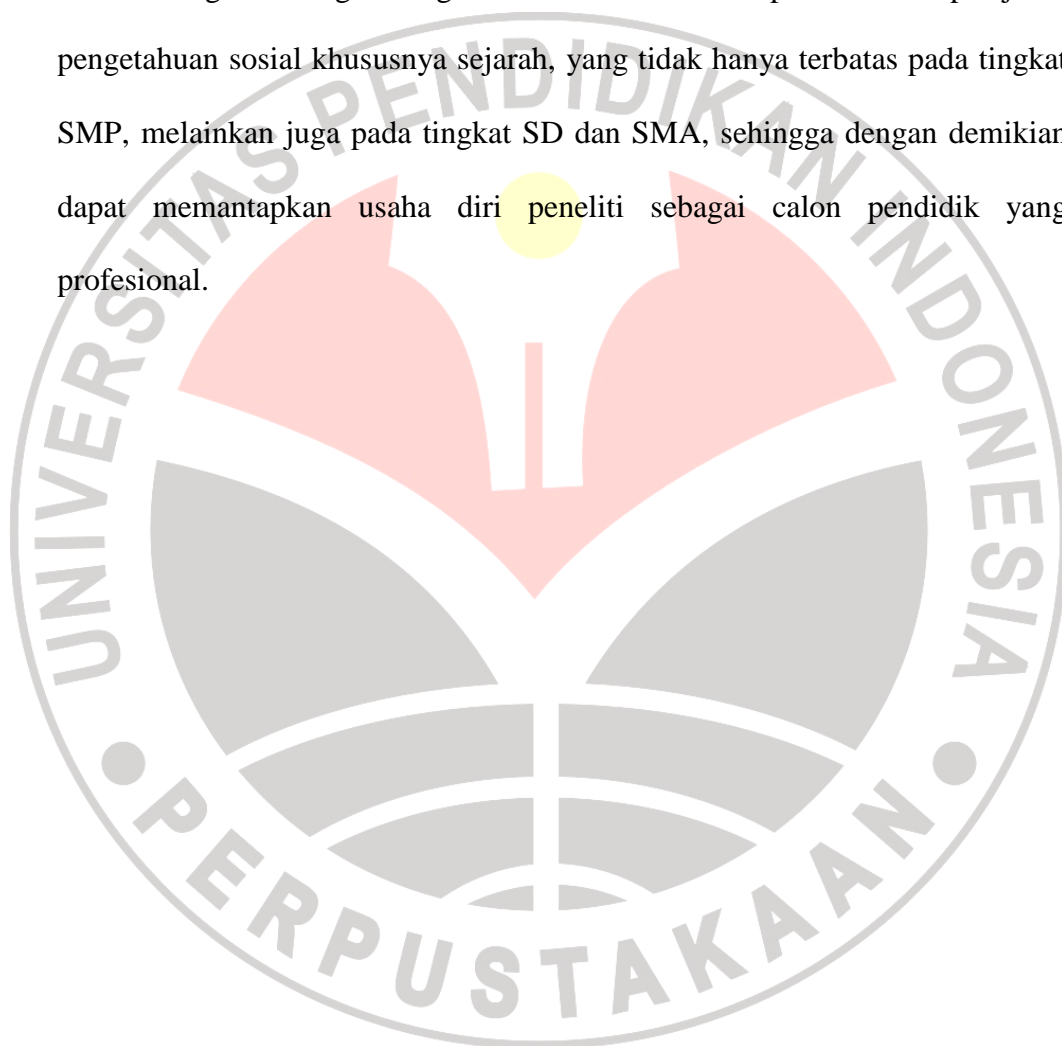 pengetahuan sosial khususnya sejarah, yang tidak hanya terbatas pada tingkat
SMP, melainkan juga pada tingkat SD dan SMA, sehingga dengan demikian
dapat memantapkan usaha diri peneliti sebagai calon pendidik yang
profesional.
UNIVERSITAS PENDIDIKAN INDONESIA
PERPUSTAKAAN